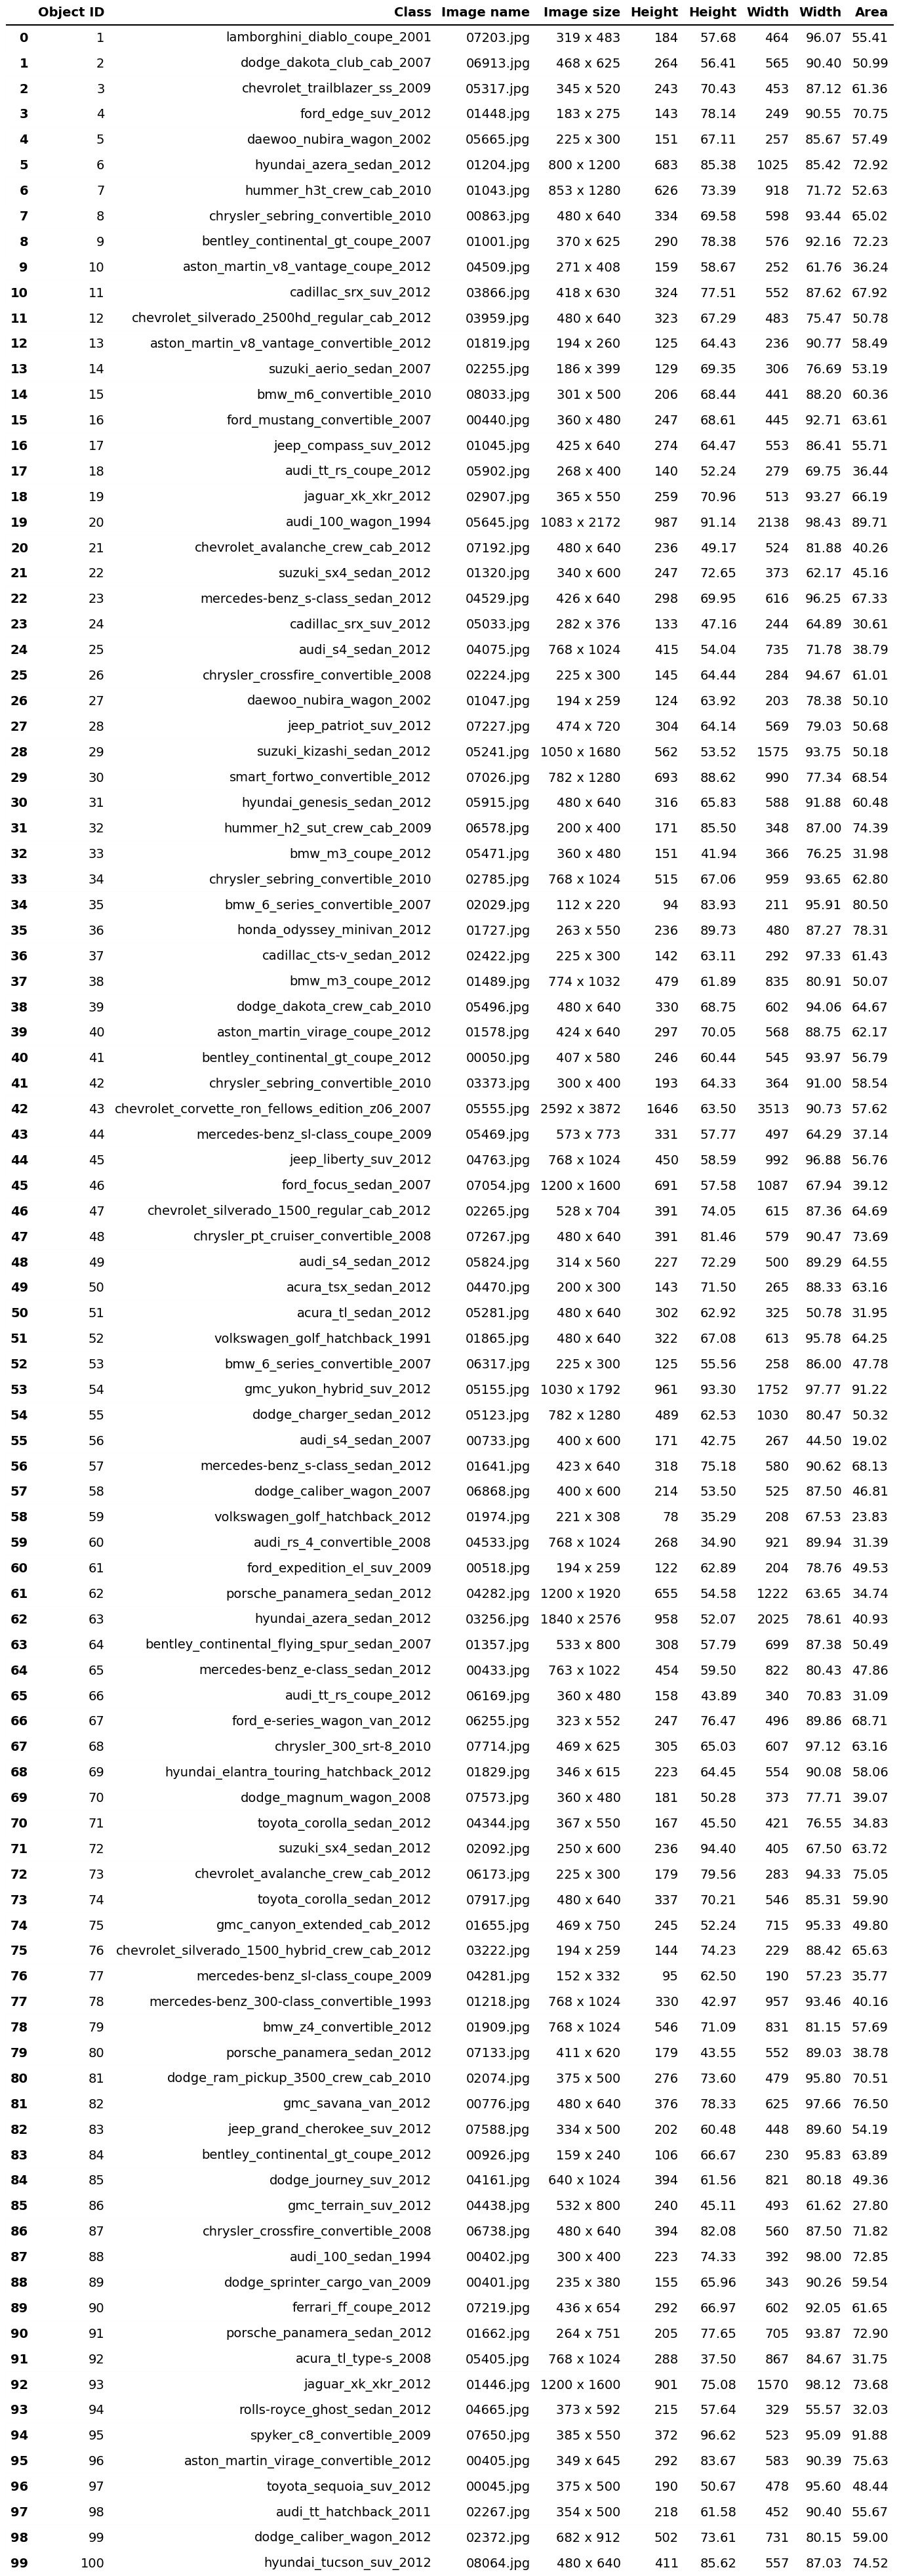 Object ID Class Image name Image size Height Height Width Width Area
0 1 lamborghini_diablo_coupe_2001 07203.jpg 319 x 483 184 57.68 464 96.07 55.41
1 2 dodge_dakota_club_cab_2007 06913.jpg 468 x 625 264 56.41 565 90.40 50.99
2 3 chevrolet_trailblazer_ss_2009 05317.jpg 345 x 520 243 70.43 453 87.12 61.36
3 4 ford_edge_suv_2012 01448.jpg 183 x 275 143 78.14 249 90.55 70.75
4 5 daewoo_nubira_wagon_2002 05665.jpg 225 x 300 151 67.11 257 85.67 57.49
5 6 hyundai_azera_sedan_2012 01204.jpg 800 x 1200 683 85.38 1025 85.42 72.92
6 7 hummer_h3t_crew_cab_2010 01043.jpg 853 x 1280 626 73.39 918 71.72 52.63
7 8 chrysler_sebring_convertible_2010 00863.jpg 480 x 640 334 69.58 598 93.44 65.02
8 9 bentley_continental_gt_coupe_2007 01001.jpg 370 x 625 290 78.38 576 92.16 72.23
9 10 aston_martin_v8_vantage_coupe_2012 04509.jpg 271 x 408 159 58.67 252 61.76 36.24
10 11 cadillac_srx_suv_2012 03866.jpg 418 x 630 324 77.51 552 87.62 67.92
11 12 chevrolet_silverado_2500hd_regular_cab_2012 03959.jpg 480 x 640 323 67.29 483 75.47 50.78
12 13 aston_martin_v8_vantage_convertible_2012 01819.jpg 194 x 260 125 64.43 236 90.77 58.49
13 14 suzuki_aerio_sedan_2007 02255.jpg 186 x 399 129 69.35 306 76.69 53.19
14 15 bmw_m6_convertible_2010 08033.jpg 301 x 500 206 68.44 441 88.20 60.36
15 16 ford_mustang_convertible_2007 00440.jpg 360 x 480 247 68.61 445 92.71 63.61
16 17 jeep_compass_suv_2012 01045.jpg 425 x 640 274 64.47 553 86.41 55.71
17 18 audi_tt_rs_coupe_2012 05902.jpg 268 x 400 140 52.24 279 69.75 36.44
18 19 jaguar_xk_xkr_2012 02907.jpg 365 x 550 259 70.96 513 93.27 66.19
19 20 audi_100_wagon_1994 05645.jpg 1083 x 2172 987 91.14 2138 98.43 89.71
20 21 chevrolet_avalanche_crew_cab_2012 07192.jpg 480 x 640 236 49.17 524 81.88 40.26
21 22 suzuki_sx4_sedan_2012 01320.jpg 340 x 600 247 72.65 373 62.17 45.16
22 23 mercedes-benz_s-class_sedan_2012 04529.jpg 426 x 640 298 69.95 616 96.25 67.33
23 24 cadillac_srx_suv_2012 05033.jpg 282 x 376 133 47.16 244 64.89 30.61
24 25 audi_s4_sedan_2012 04075.jpg 768 x 1024 415 54.04 735 71.78 38.79
25 26 chrysler_crossfire_convertible_2008 02224.jpg 225 x 300 145 64.44 284 94.67 61.01
26 27 daewoo_nubira_wagon_2002 01047.jpg 194 x 259 124 63.92 203 78.38 50.10
27 28 jeep_patriot_suv_2012 07227.jpg 474 x 720 304 64.14 569 79.03 50.68
28 29 suzuki_kizashi_sedan_2012 05241.jpg 1050 x 1680 562 53.52 1575 93.75 50.18
29 30 smart_fortwo_convertible_2012 07026.jpg 782 x 1280 693 88.62 990 77.34 68.54
30 31 hyundai_genesis_sedan_2012 05915.jpg 480 x 640 316 65.83 588 91.88 60.48
31 32 hummer_h2_sut_crew_cab_2009 06578.jpg 200 x 400 171 85.50 348 87.00 74.39
32 33 bmw_m3_coupe_2012 05471.jpg 360 x 480 151 41.94 366 76.25 31.98
33 34 chrysler_sebring_convertible_2010 02785.jpg 768 x 1024 515 67.06 959 93.65 62.80
34 35 bmw_6_series_convertible_2007 02029.jpg 112 x 220 94 83.93 211 95.91 80.50
35 36 honda_odyssey_minivan_2012 01727.jpg 263 x 550 236 89.73 480 87.27 78.31
36 37 cadillac_cts-v_sedan_2012 02422.jpg 225 x 300 142 63.11 292 97.33 61.43
37 38 bmw_m3_coupe_2012 01489.jpg 774 x 1032 479 61.89 835 80.91 50.07
38 39 dodge_dakota_crew_cab_2010 05496.jpg 480 x 640 330 68.75 602 94.06 64.67
39 40 aston_martin_virage_coupe_2012 01578.jpg 424 x 640 297 70.05 568 88.75 62.17
40 41 bentley_continental_gt_coupe_2012 00050.jpg 407 x 580 246 60.44 545 93.97 56.79
41 42 chrysler_sebring_convertible_2010 03373.jpg 300 x 400 193 64.33 364 91.00 58.54
42 43 chevrolet_corvette_ron_fellows_edition_z06_2007 05555.jpg 2592 x 3872 1646 63.50 3513 90.73 57.62
43 44 mercedes-benz_sl-class_coupe_2009 05469.jpg 573 x 773 331 57.77 497 64.29 37.14
44 45 jeep_liberty_suv_2012 04763.jpg 768 x 1024 450 58.59 992 96.88 56.76
45 46 ford_focus_sedan_2007 07054.jpg 1200 x 1600 691 57.58 1087 67.94 39.12
46 47 chevrolet_silverado_1500_regular_cab_2012 02265.jpg 528 x 704 391 74.05 615 87.36 64.69
47 48 chrysler_pt_cruiser_convertible_2008 07267.jpg 480 x 640 391 81.46 579 90.47 73.69
48 49 audi_s4_sedan_2012 05824.jpg 314 x 560 227 72.29 500 89.29 64.55
49 50 acura_tsx_sedan_2012 04470.jpg 200 x 300 143 71.50 265 88.33 63.16
50 51 acura_tl_sedan_2012 05281.jpg 480 x 640 302 62.92 325 50.78 31.95
51 52 volkswagen_golf_hatchback_1991 01865.jpg 480 x 640 322 67.08 613 95.78 64.25
52 53 bmw_6_series_convertible_2007 06317.jpg 225 x 300 125 55.56 258 86.00 47.78
53 54 gmc_yukon_hybrid_suv_2012 05155.jpg 1030 x 1792 961 93.30 1752 97.77 91.22
54 55 dodge_charger_sedan_2012 05123.jpg 782 x 1280 489 62.53 1030 80.47 50.32
55 56 audi_s4_sedan_2007 00733.jpg 400 x 600 171 42.75 267 44.50 19.02
56 57 mercedes-benz_s-class_sedan_2012 01641.jpg 423 x 640 318 75.18 580 90.62 68.13
57 58 dodge_caliber_wagon_2007 06868.jpg 400 x 600 214 53.50 525 87.50 46.81
58 59 volkswagen_golf_hatchback_2012 01974.jpg 221 x 308 78 35.29 208 67.53 23.83
59 60 audi_rs_4_convertible_2008 04533.jpg 768 x 1024 268 34.90 921 89.94 31.39
60 61 ford_expedition_el_suv_2009 00518.jpg 194 x 259 122 62.89 204 78.76 49.53
61 62 porsche_panamera_sedan_2012 04282.jpg 1200 x 1920 655 54.58 1222 63.65 34.74
62 63 hyundai_azera_sedan_2012 03256.jpg 1840 x 2576 958 52.07 2025 78.61 40.93
63 64 bentley_continental_flying_spur_sedan_2007 01357.jpg 533 x 800 308 57.79 699 87.38 50.49
64 65 mercedes-benz_e-class_sedan_2012 00433.jpg 763 x 1022 454 59.50 822 80.43 47.86
65 66 audi_tt_rs_coupe_2012 06169.jpg 360 x 480 158 43.89 340 70.83 31.09
66 67 ford_e-series_wagon_van_2012 06255.jpg 323 x 552 247 76.47 496 89.86 68.71
67 68 chrysler_300_srt-8_2010 07714.jpg 469 x 625 305 65.03 607 97.12 63.16
68 69 hyundai_elantra_touring_hatchback_2012 01829.jpg 346 x 615 223 64.45 554 90.08 58.06
69 70 dodge_magnum_wagon_2008 07573.jpg 360 x 480 181 50.28 373 77.71 39.07
70 71 toyota_corolla_sedan_2012 04344.jpg 367 x 550 167 45.50 421 76.55 34.83
71 72 suzuki_sx4_sedan_2012 02092.jpg 250 x 600 236 94.40 405 67.50 63.72
72 73 chevrolet_avalanche_crew_cab_2012 06173.jpg 225 x 300 179 79.56 283 94.33 75.05
73 74 toyota_corolla_sedan_2012 07917.jpg 480 x 640 337 70.21 546 85.31 59.90
74 75 gmc_canyon_extended_cab_2012 01655.jpg 469 x 750 245 52.24 715 95.33 49.80
75 76 chevrolet_silverado_1500_hybrid_crew_cab_2012 03222.jpg 194 x 259 144 74.23 229 88.42 65.63
76 77 mercedes-benz_sl-class_coupe_2009 04281.jpg 152 x 332 95 62.50 190 57.23 35.77
77 78 mercedes-benz_300-class_convertible_1993 01218.jpg 768 x 1024 330 42.97 957 93.46 40.16
78 79 bmw_z4_convertible_2012 01909.jpg 768 x 1024 546 71.09 831 81.15 57.69
79 80 porsche_panamera_sedan_2012 07133.jpg 411 x 620 179 43.55 552 89.03 38.78
80 81 dodge_ram_pickup_3500_crew_cab_2010 02074.jpg 375 x 500 276 73.60 479 95.80 70.51
81 82 gmc_savana_van_2012 00776.jpg 480 x 640 376 78.33 625 97.66 76.50
82 83 jeep_grand_cherokee_suv_2012 07588.jpg 334 x 500 202 60.48 448 89.60 54.19
83 84 bentley_continental_gt_coupe_2012 00926.jpg 159 x 240 106 66.67 230 95.83 63.89
84 85 dodge_journey_suv_2012 04161.jpg 640 x 1024 394 61.56 821 80.18 49.36
85 86 gmc_terrain_suv_2012 04438.jpg 532 x 800 240 45.11 493 61.62 27.80
86 87 chrysler_crossfire_convertible_2008 06738.jpg 480 x 640 394 82.08 560 87.50 71.82
87 88 audi_100_sedan_1994 00402.jpg 300 x 400 223 74.33 392 98.00 72.85
88 89 dodge_sprinter_cargo_van_2009 00401.jpg 235 x 380 155 65.96 343 90.26 59.54
89 90 ferrari_ff_coupe_2012 07219.jpg 436 x 654 292 66.97 602 92.05 61.65
90 91 porsche_panamera_sedan_2012 01662.jpg 264 x 751 205 77.65 705 93.87 72.90
91 92 acura_tl_type-s_2008 05405.jpg 768 x 1024 288 37.50 867 84.67 31.75
92 93 jaguar_xk_xkr_2012 01446.jpg 1200 x 1600 901 75.08 1570 98.12 73.68
93 94 rolls-royce_ghost_sedan_2012 04665.jpg 373 x 592 215 57.64 329 55.57 32.03
94 95 spyker_c8_convertible_2009 07650.jpg 385 x 550 372 96.62 523 95.09 91.88
95 96 aston_martin_virage_convertible_2012 00405.jpg 349 x 645 292 83.67 583 90.39 75.63
96 97 toyota_sequoia_suv_2012 00045.jpg 375 x 500 190 50.67 478 95.60 48.44
97 98 audi_tt_hatchback_2011 02267.jpg 354 x 500 218 61.58 452 90.40 55.67
98 99 dodge_caliber_wagon_2012 02372.jpg 682 x 912 502 73.61 731 80.15 59.00
99 100 hyundai_tucson_suv_2012 08064.jpg 480 x 640 411 85.62 557 87.03 74.52